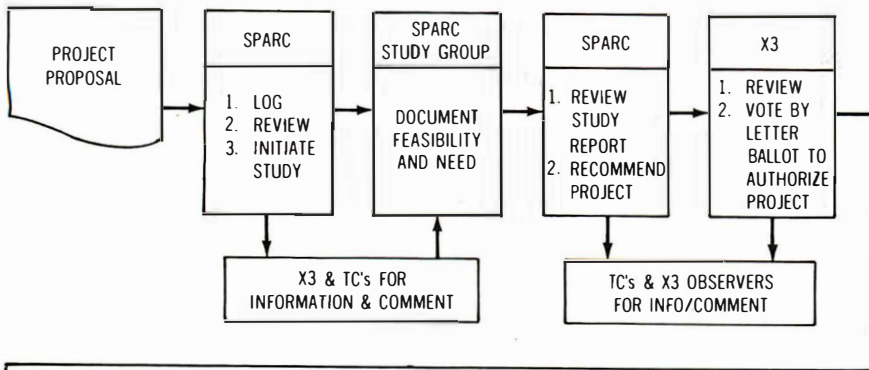 PROJECT
PROPOSAL
SPARC
1. LOG
2. REVIEW
3. INITIATE
STUDY
SPARC
STUDY GROUP
DOCUMENT
FEASIBILITY
AND NEED
SPARC
1. REVIEW
STUDY
REPORT
2. RECOMMEND
PROJECT
X3
1. REVIEW
2. VOTE BY
LETTER
BALLOT TO
AUTHORIZE
PROJECT
X3 & TC's FOR
INFORMATION & COMMENT
TC's & X3 OBSERVERS
FOR INFO/COMMENT